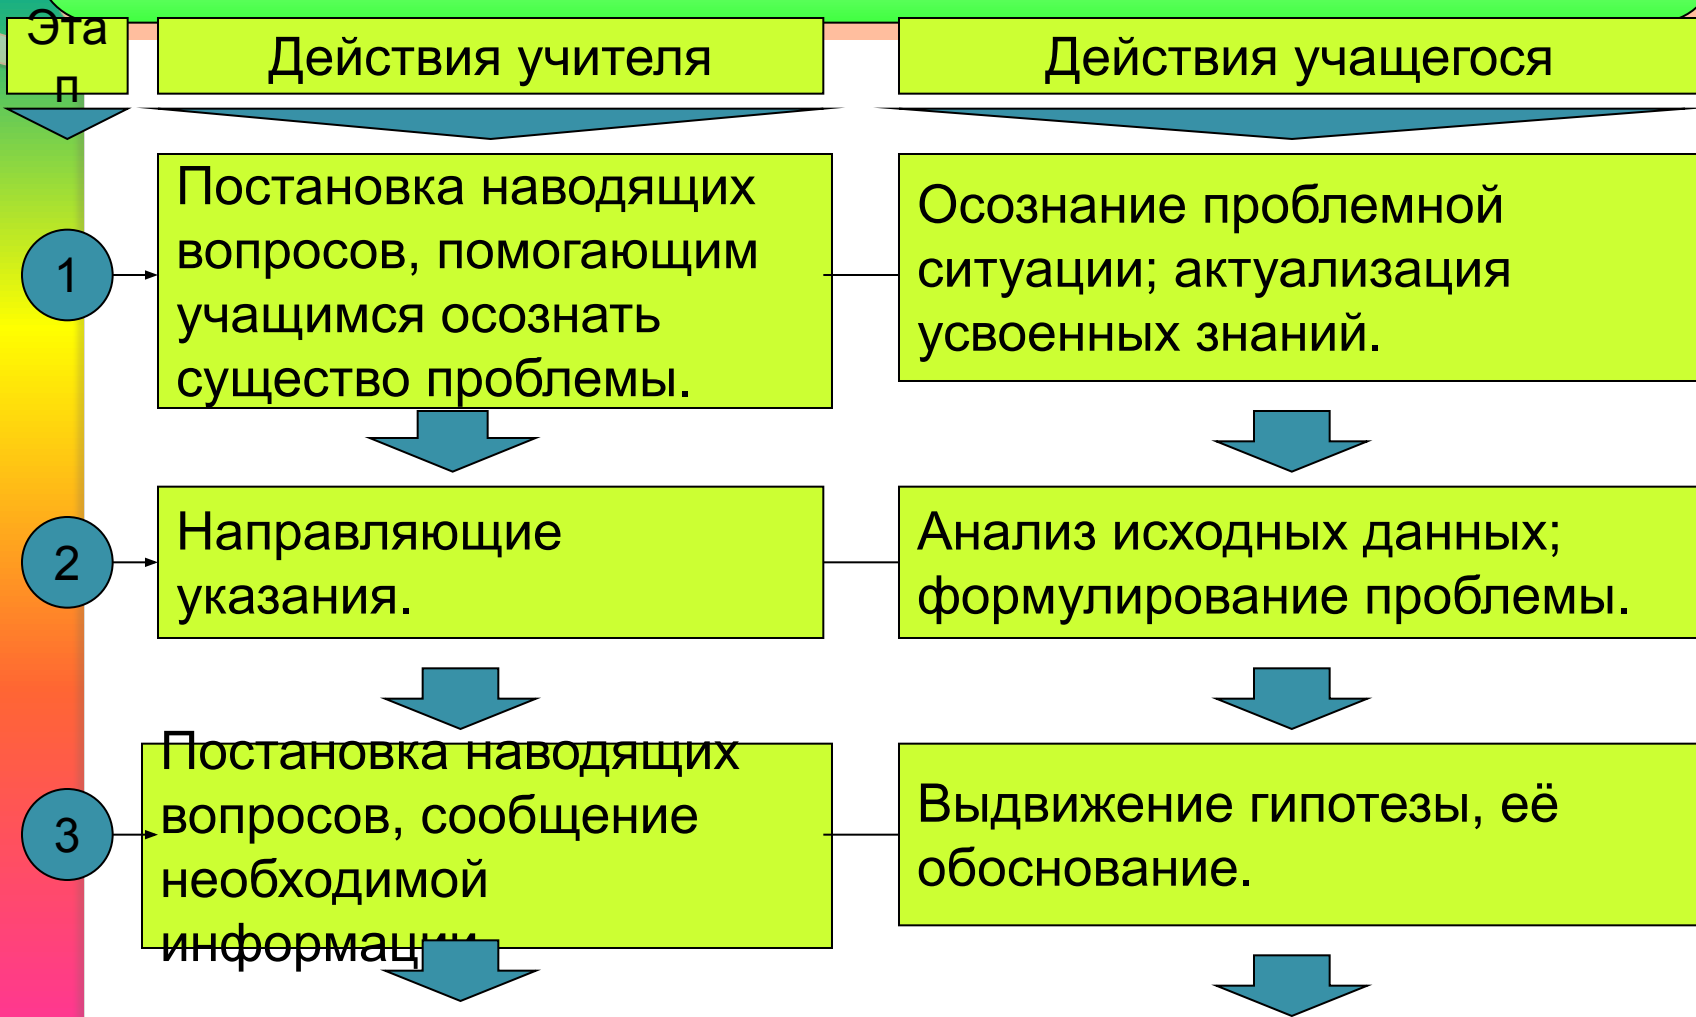 Эта
п
Действия учителя
Действия учащегося
1
Постановка наводящих
вопросов, помогающим
учащимся осознать
существо проблемы.
Осознание проблемной
ситуации; актуализация
усвоенных знаний.
2
Направляющие
указания.
Анализ исходных данных;
формулирование проблемы.
3
Постановка наводящих
вопросов, сообщение
необходимой
информации
Выдвижение гипотезы, её
обоснование.